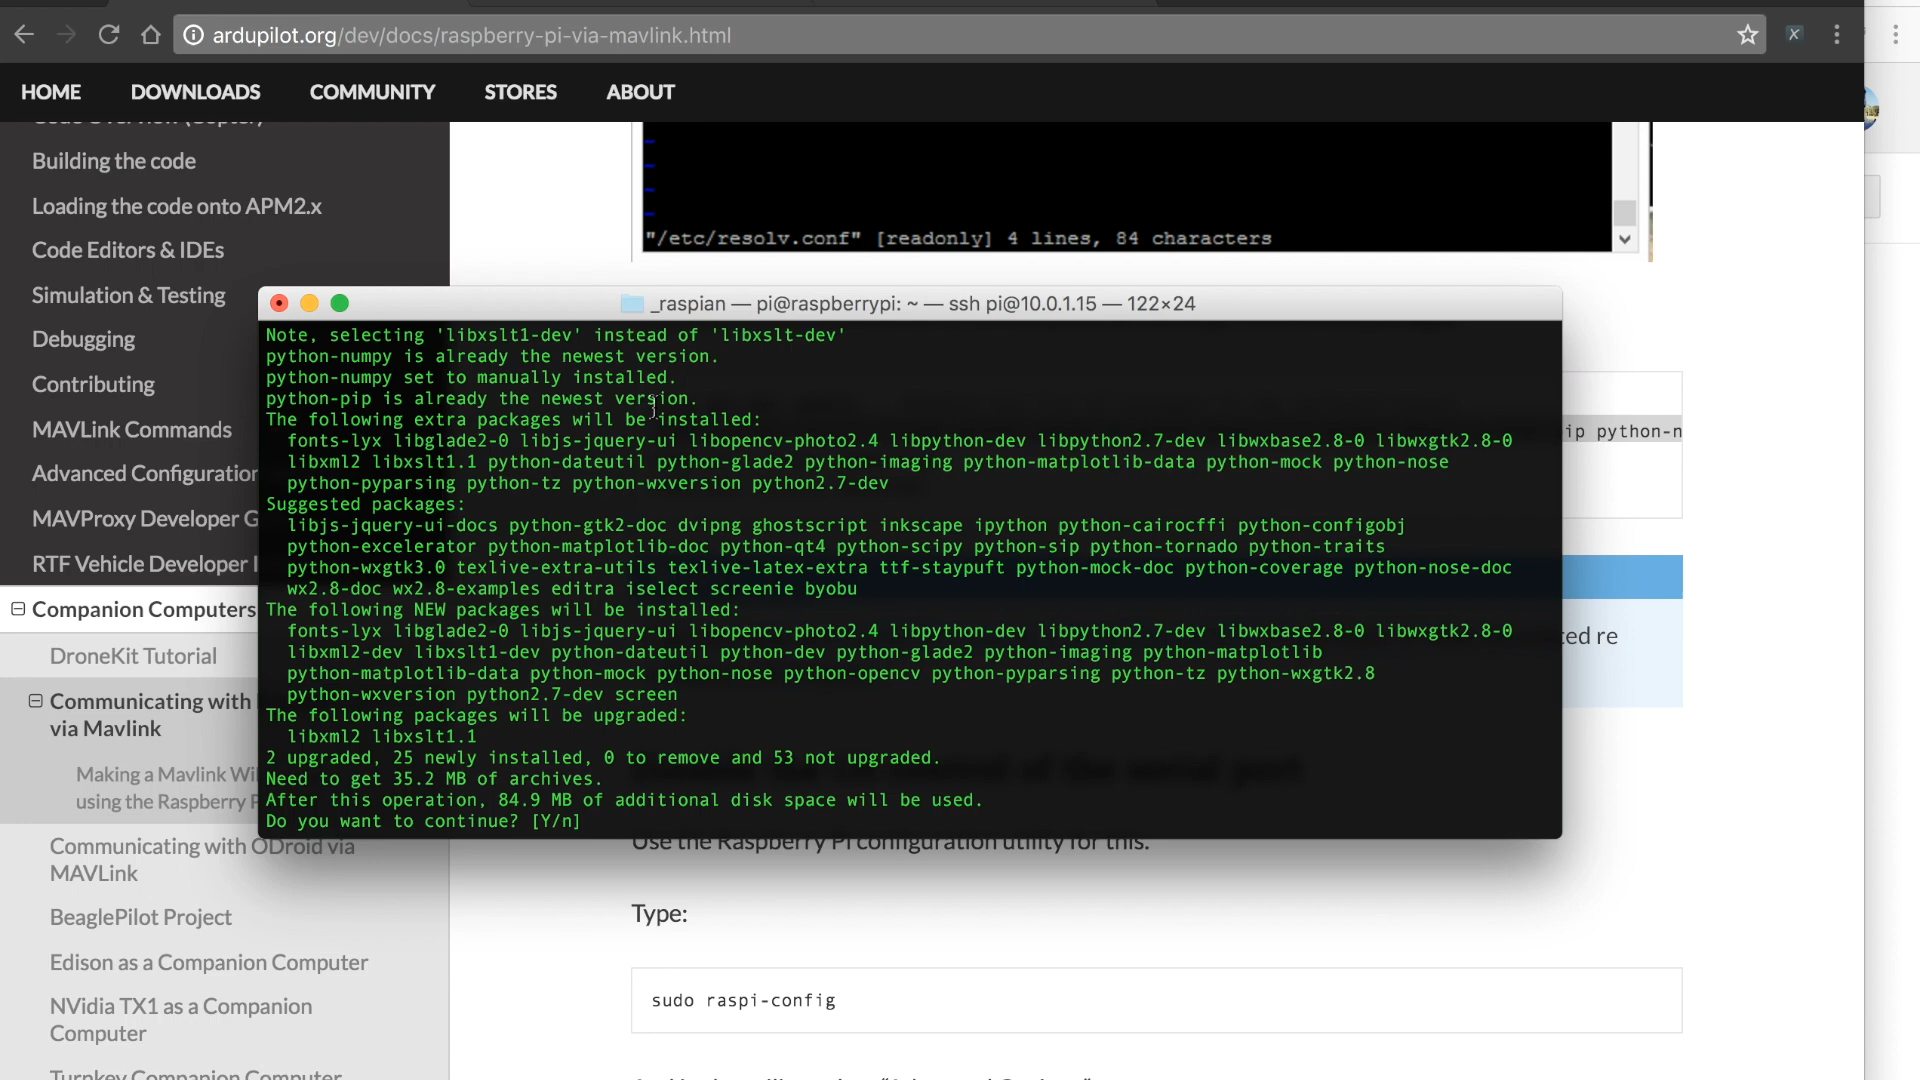 ardupilot.org/dev/docs/raspberry-pi-via-mavlink.html
HOME DOWNLOADS COMMUNITY STORES ABOUT
Building the code
Loading the code onto APM2.x
Code Editors & IDEs
Simulation & Testing
Debugging
Contributing
MAVLink Commands
Advanced Configuration
MAVProxy Developer G
RTF Vehicle Developer I
Companion Computers
DroneKit Tutorial
Communicating with
via Mavlink
Making a Mavlink Wi
using the Raspberry P
Communicating with ODroid via
MAVLink
BeaglePilot Project
Edison as a Companion Computer
NVidia TX1 as a Companion
Computer
Turnkey Companion Computer
"/etc/resolv.conf" [readonly] 4 lines, 84 characters
_raspian — pi@raspberrypi: ~ — ssh pi@10.0.1.15 — 122×24
Note, selecting 'libxslt1-dev' instead of 'libxslt-dev'
python-numpy is already the newest version.
python-numpy set to manually installed.
python-pip is already the newest version.
The following extra packages will be installed:
fonts-lyx libglade2-0 libjs-jquery-ui libopencv-photo2.4 libpython-dev libpython2.7-dev libwxbase2.8-0 libwxgtk2.8-0
libxml2 libxslt1.1 python-dateutil python-glade2 python-imaging python-matplotlib-data python-mock python-nose
python-pyparsing python-tz python-wxversion python2.7-dev
Suggested packages:
libjs-jquery-ui-docs python-gtk2-doc dvipng ghostscript inkscape ipython python-cairocffi python-configobj
python-excelerator python-matplotlib-doc python-qt4 python-scipy python-sip python-tornado python-traits
python-wxgtk3.0 texlive-extra-utils texlive-latex-extra ttf-staypuft python-mock-doc python-coverage python-nose-doc
wx2.8-doc wx2.8-examples editra iselect screenie byobu
The following NEW packages will be installed:
fonts-lyx libglade2-0 libjs-jquery-ui libopencv-photo2.4 libpython-dev libpython2.7-dev libwxbase2.8-0 libwxgtk2.8-0
libxml2-dev libxslt1-dev python-dateutil python-dev python-glade2 python-imaging python-matplotlib
python-matplotlib-data python-mock python-nose python-opencv python-pyparsing python-tz python-wxgtk2.8
python-wxversion python2.7-dev screen
The following packages will be upgraded:
libxml2 libxslt1.1
2 upgraded, 25 newly installed, 0 to remove and 53 not upgraded.
Need to get 35.2 MB of archives.
After this operation, 84.9 MB of additional disk space will be used.
Do you want to continue? [Y/n]
ip python-n
ted re
Use the Raspberry Pi configuration utility for this.
Type:
sudo raspi-config